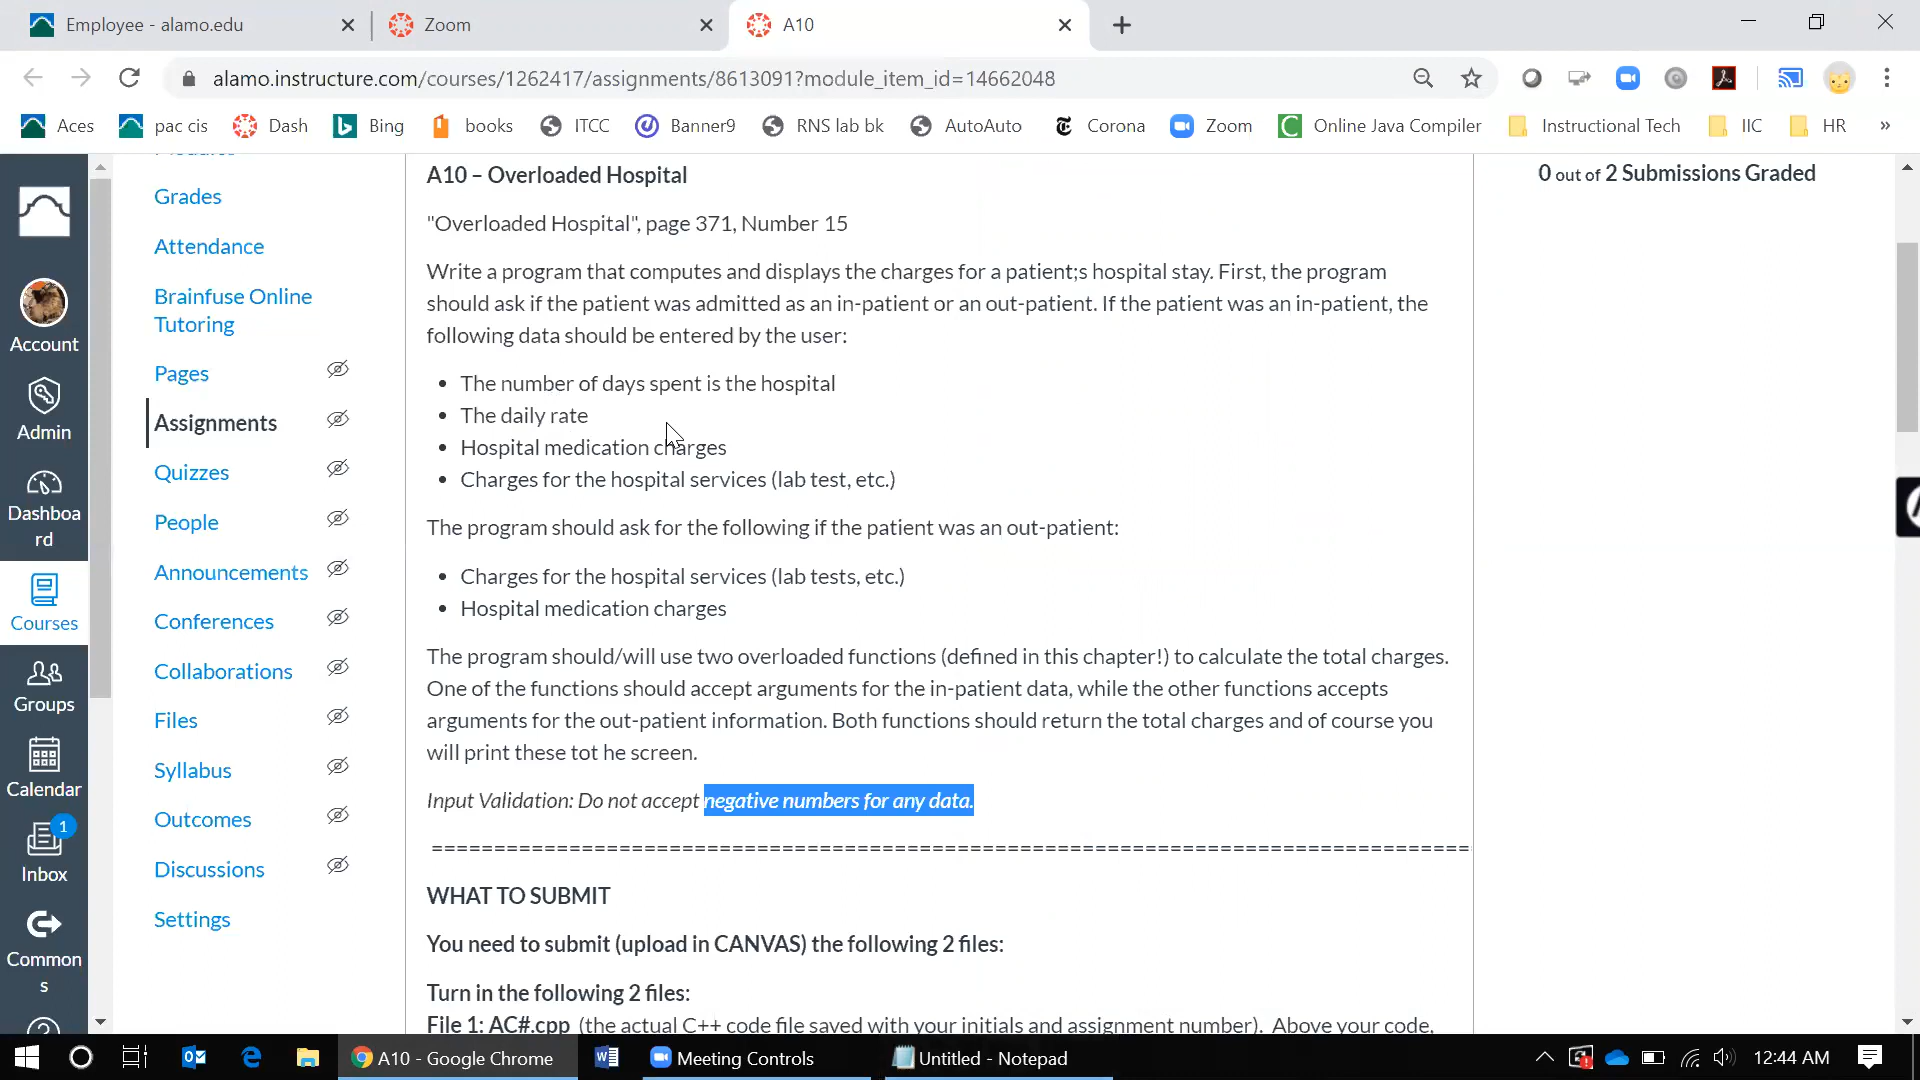 Employee - alamo.edu
Zoom
A10
alamo.instructure.com/courses/1262417/assignments/8613091?module_item_id=14662048
Aces
pac cis
Dash
Bing
books
ITCC
Banner9
RNS lab bk
AutoAuto
Corona
Zoom
Online Java Compiler
Instructional Tech
IIC
HR
»
Account
Admin
Dashboa
rd
Courses
Groups
Calendar
1
Inbox
Common
s
Grades
Attendance
Brainfuse Online
Tutoring
Pages
Assignments
Quizzes
People
Announcements
Conferences
Collaborations
Files
Syllabus
Outcomes
Discussions
Settings
A10 – Overloaded Hospital
"Overloaded Hospital", page 371, Number 15
Write a program that computes and displays the charges for a patient;s hospital stay. First, the program
should ask if the patient was admitted as an in-patient or an out-patient. If the patient was an in-patient, the
following data should be entered by the user:
• The number of days spent is the hospital
• The daily rate
• Hospital medication charges
• Charges for the hospital services (lab test, etc.)
The program should ask for the following if the patient was an out-patient:
• Charges for the hospital services (lab tests, etc.)
• Hospital medication charges
The program should/will use two overloaded functions (defined in this chapter!) to calculate the total charges.
One of the functions should accept arguments for the in-patient data, while the other functions accepts
arguments for the out-patient information. Both functions should return the total charges and of course you
will print these tot he screen.
Input Validation: Do not accept negative numbers for any data.
===================================================================================
WHAT TO SUBMIT
You need to submit (upload in CANVAS) the following 2 files:
Turn in the following 2 files:
File 1: AC#.cpp (the actual C++ code file saved with your initials and assignment number). Above your code,
0 out of 2 Submissions Graded
A10 - Google Chrome
Meeting Controls
Untitled - Notepad
12:44 AM